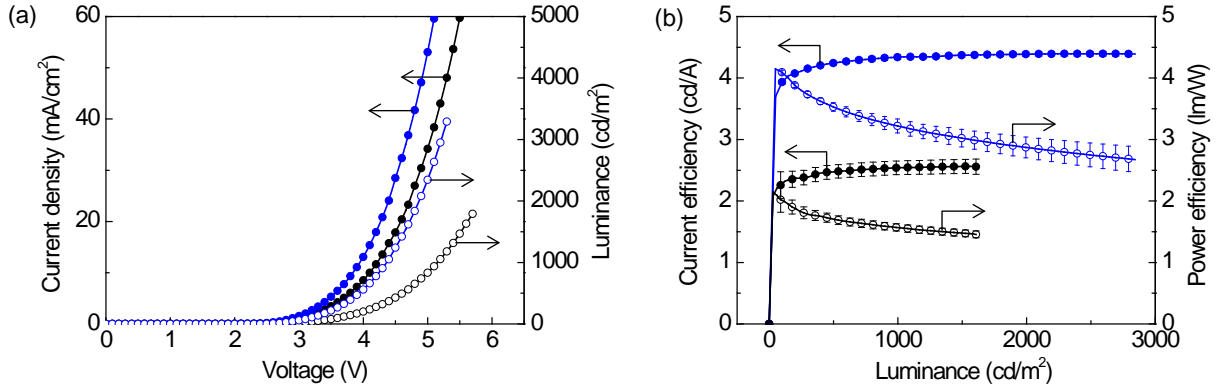 (a)
60
40
20
0
Current density (mA/cm²)
0 1 2 3 4 5 6
Voltage (V)
5000
4000
3000
2000
1000
0
Luminance (cd/m²)
(b)
5
4
3
2
1
0
Current efficiency (cd/A)
0 1000 2000 3000
Luminance (cd/m²)
5
4
3
2
1
0
Power efficiency (lm/W)